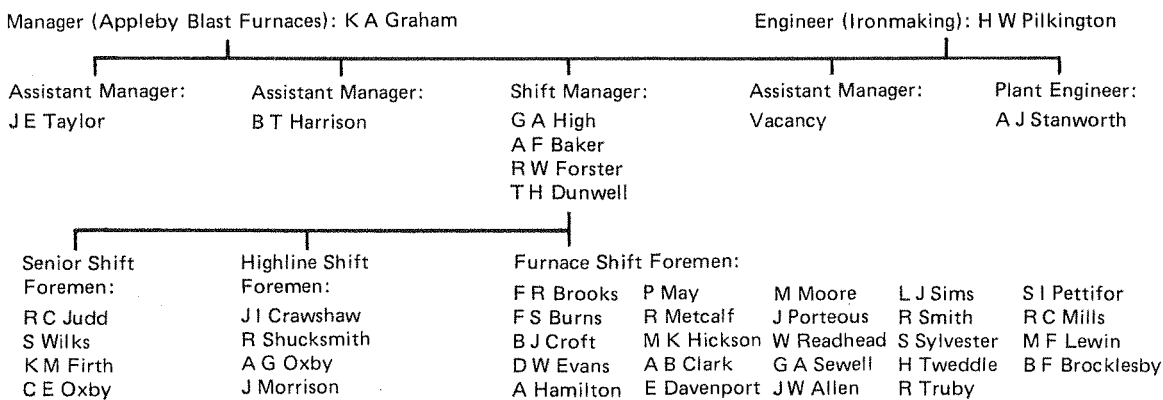 Manager (Appleby Blast Furnaces): K A Graham
Engineer (Ironmaking): H W Pilkington
Assistant Manager:
J E Taylor
Assistant Manager:
B T Harrison
Shift Manager:
G A High
A F Baker
R W Forster
T H Dunwell
Assistant Manager:
Vacancy
Plant Engineer:
A J Stanworth
Senior Shift
Foremen:
R C Judd
S Wilks
K M Firth
C E Oxby
Highline Shift
Foremen:
J I Crawshaw
R Shucksmith
A G Oxby
J Morrison
Furnace Shift Foremen:
F R Brooks
F S Burns
B J Croft
D W Evans
A Hamilton
P May
R Metcalf
M K Hickson
A B Clark
E Davenport
M Moore
J Porteous
W Readhead
G A Sewell
J W Allen
L J Sims
R Smith
S Sylvester
H Tweddle
R Truby
S I Pettifor
R C Mills
M F Lewin
B F Brocklesby